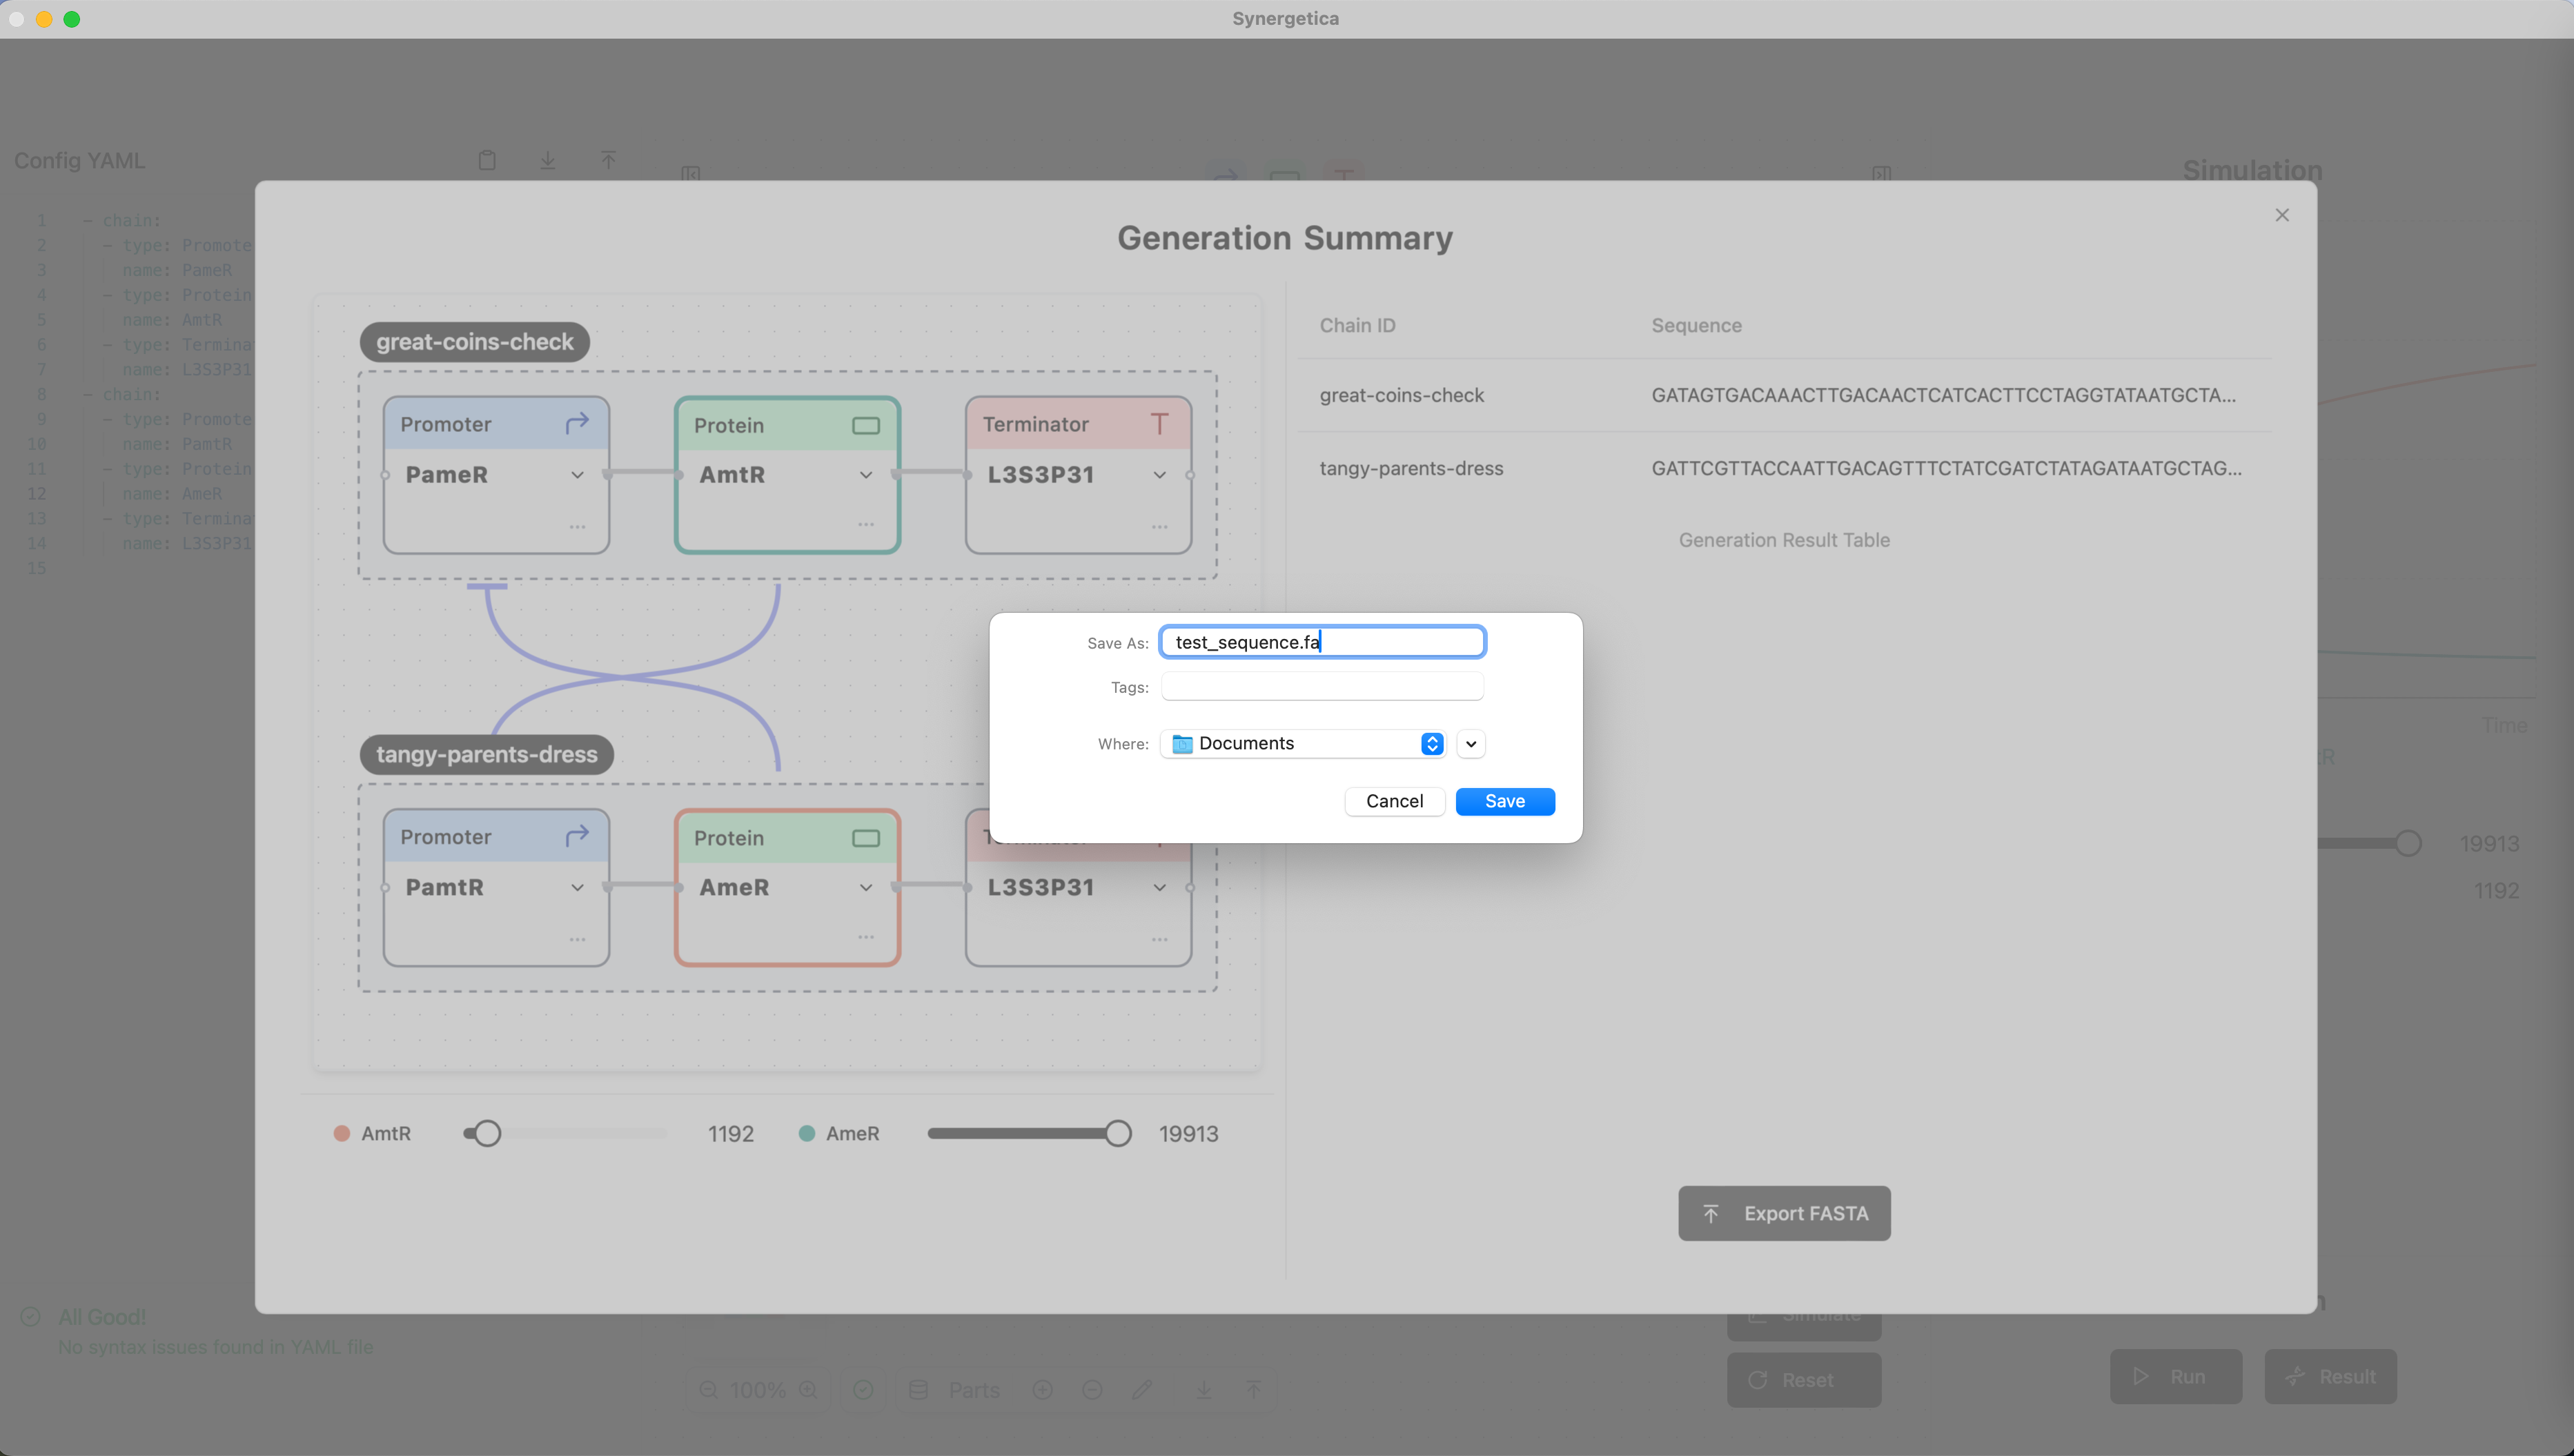 Synergetica
Config YAML
Simulation
1 - chain:
2 - type: Promote
3 name: PameR
4 - type: Protein
5 name: AmtR
6 - type: Termina
7 name: L3S3P31
8 - chain:
9 - type: Promote
10 name: PamtR
11 - type: Protein
12 name: AmeR
13 - type: Termina
14 name: L3S3P31
15
Generation Summary
great-coins-check
Promoter
PameR
...
Protein
AmtR
...
Terminator T
L3S3P31
...
tangy-parents-dress
Promoter
PamtR
...
Protein
AmeR
...
L3S3P31
...
AmtR 1192 AmeR 19913
Chain ID Sequence
great-coins-check GATAGTGACAAACTTGACAACTCATCACTTCCTAGGTATAATGCTA...
tangy-parents-dress GATTCGTTACCAATTGACAGTTTCTATCGATCTATAGATAATGCTAG...
Generation Result Table
Save As: test_sequence.fa
Tags:
Where: Documents
Cancel Save
Export FASTA
Time
19913
1192
All Good!
No syntax issues found in YAML file
100% Parts
Simulate
Reset
Run Result